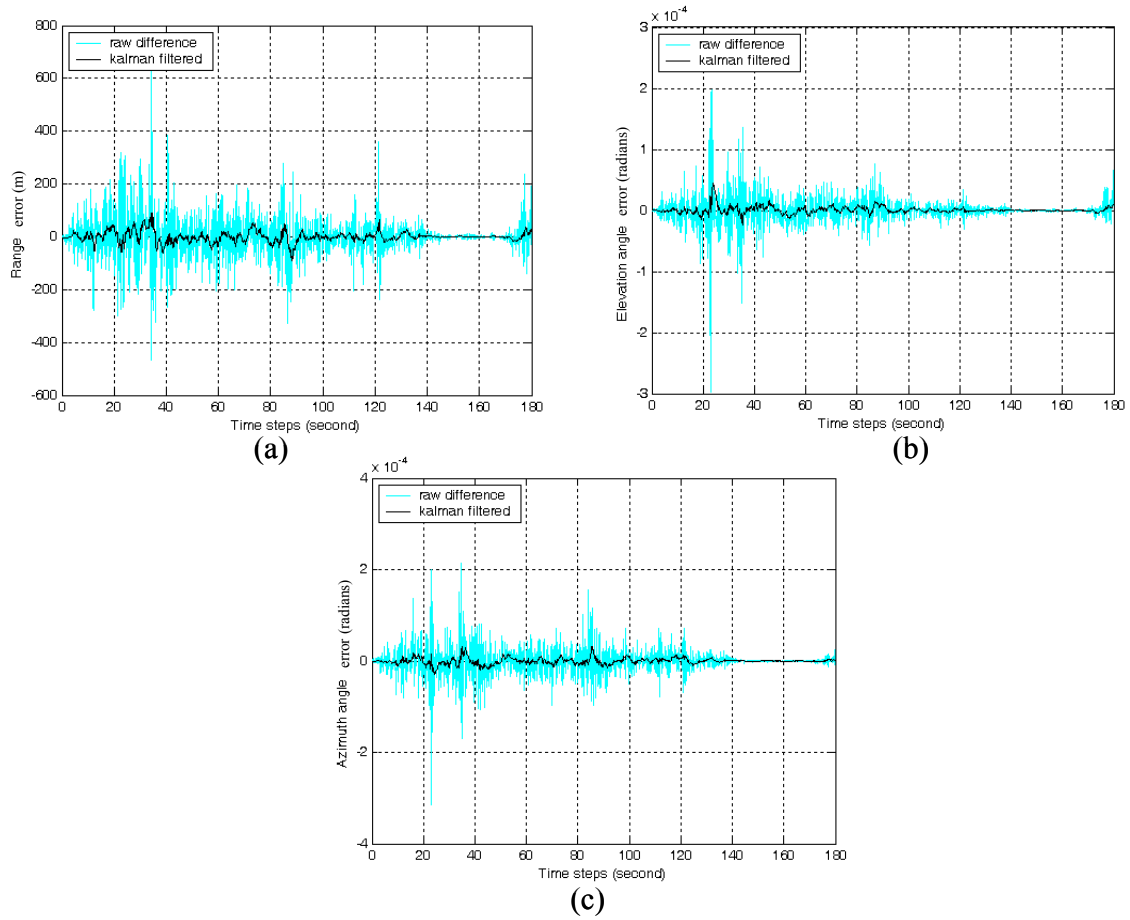 800
600
400
200
0
-200
-400
-600
raw difference
kalman filtered
Range error (m)
0 20 40 60 80 100 120 140 160 180
Time steps (second)
(a)
x 10⁻⁴
3
2
1
0
-1
-2
-3
raw difference
kalman filtered
Elevation angle error (radians)
0 20 40 60 80 100 120 140 160 180
Time steps (second)
(b)
x 10⁻⁴
4
2
0
-2
-4
raw difference
kalman filtered
Azimuth angle error (radians)
0 20 40 60 80 100 120 140 160 180
Time steps (second)
(c)